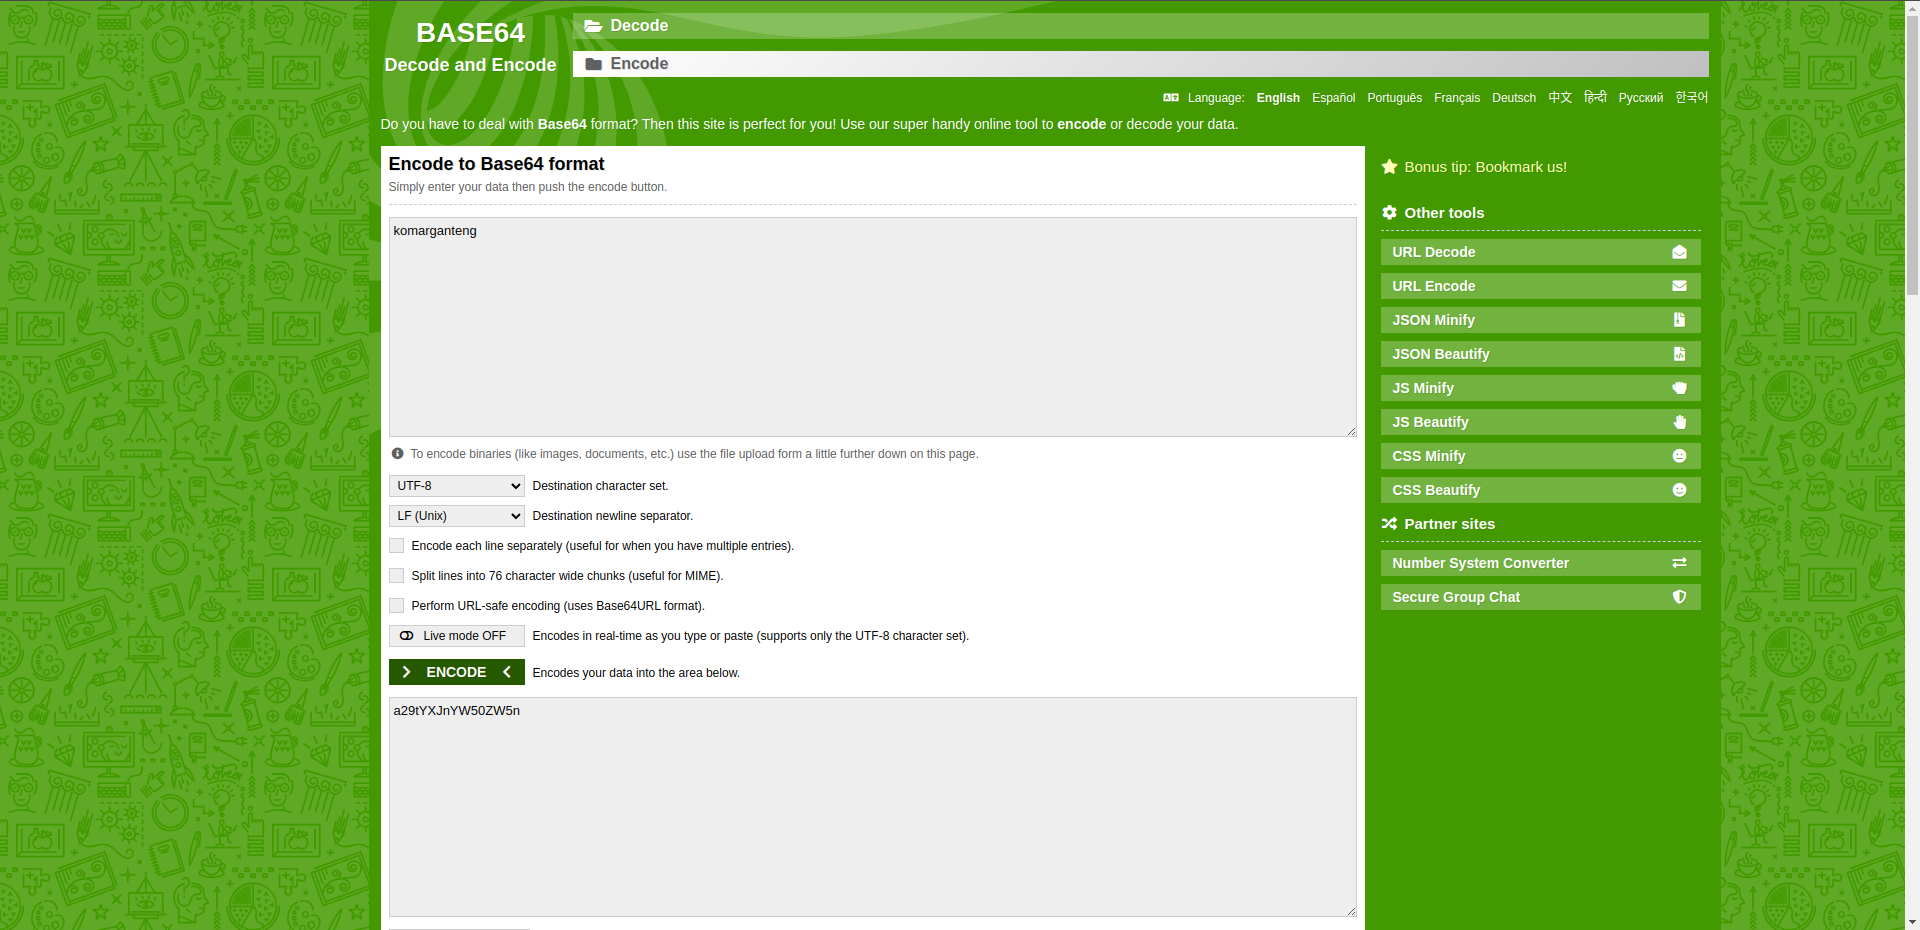 BASE64
Decode and Encode
Decode
Encode
Language: English Español Português Français Deutsch 中文 हिन्दी Русский 한국어
Do you have to deal with Base64 format? Then this site is perfect for you! Use our super handy online tool to encode or decode your data.
Encode to Base64 format
Simply enter your data then push the encode button.
komarganteng
To encode binaries (like images, documents, etc.) use the file upload form a little further down on this page.
UTF-8 Destination character set.
LF (Unix) Destination newline separator.
Encode each line separately (useful for when you have multiple entries).
Split lines into 76 character wide chunks (useful for MIME).
Perform URL-safe encoding (uses Base64URL format).
Live mode OFF Encodes in real-time as you type or paste (supports only the UTF-8 character set).
ENCODE Encodes your data into the area below.
a29tYXJnYW50ZW5n
Bonus tip: Bookmark us!
Other tools
URL Decode
URL Encode
JSON Minify
JSON Beautify
JS Minify
JS Beautify
CSS Minify
CSS Beautify
Partner sites
Number System Converter
Secure Group Chat